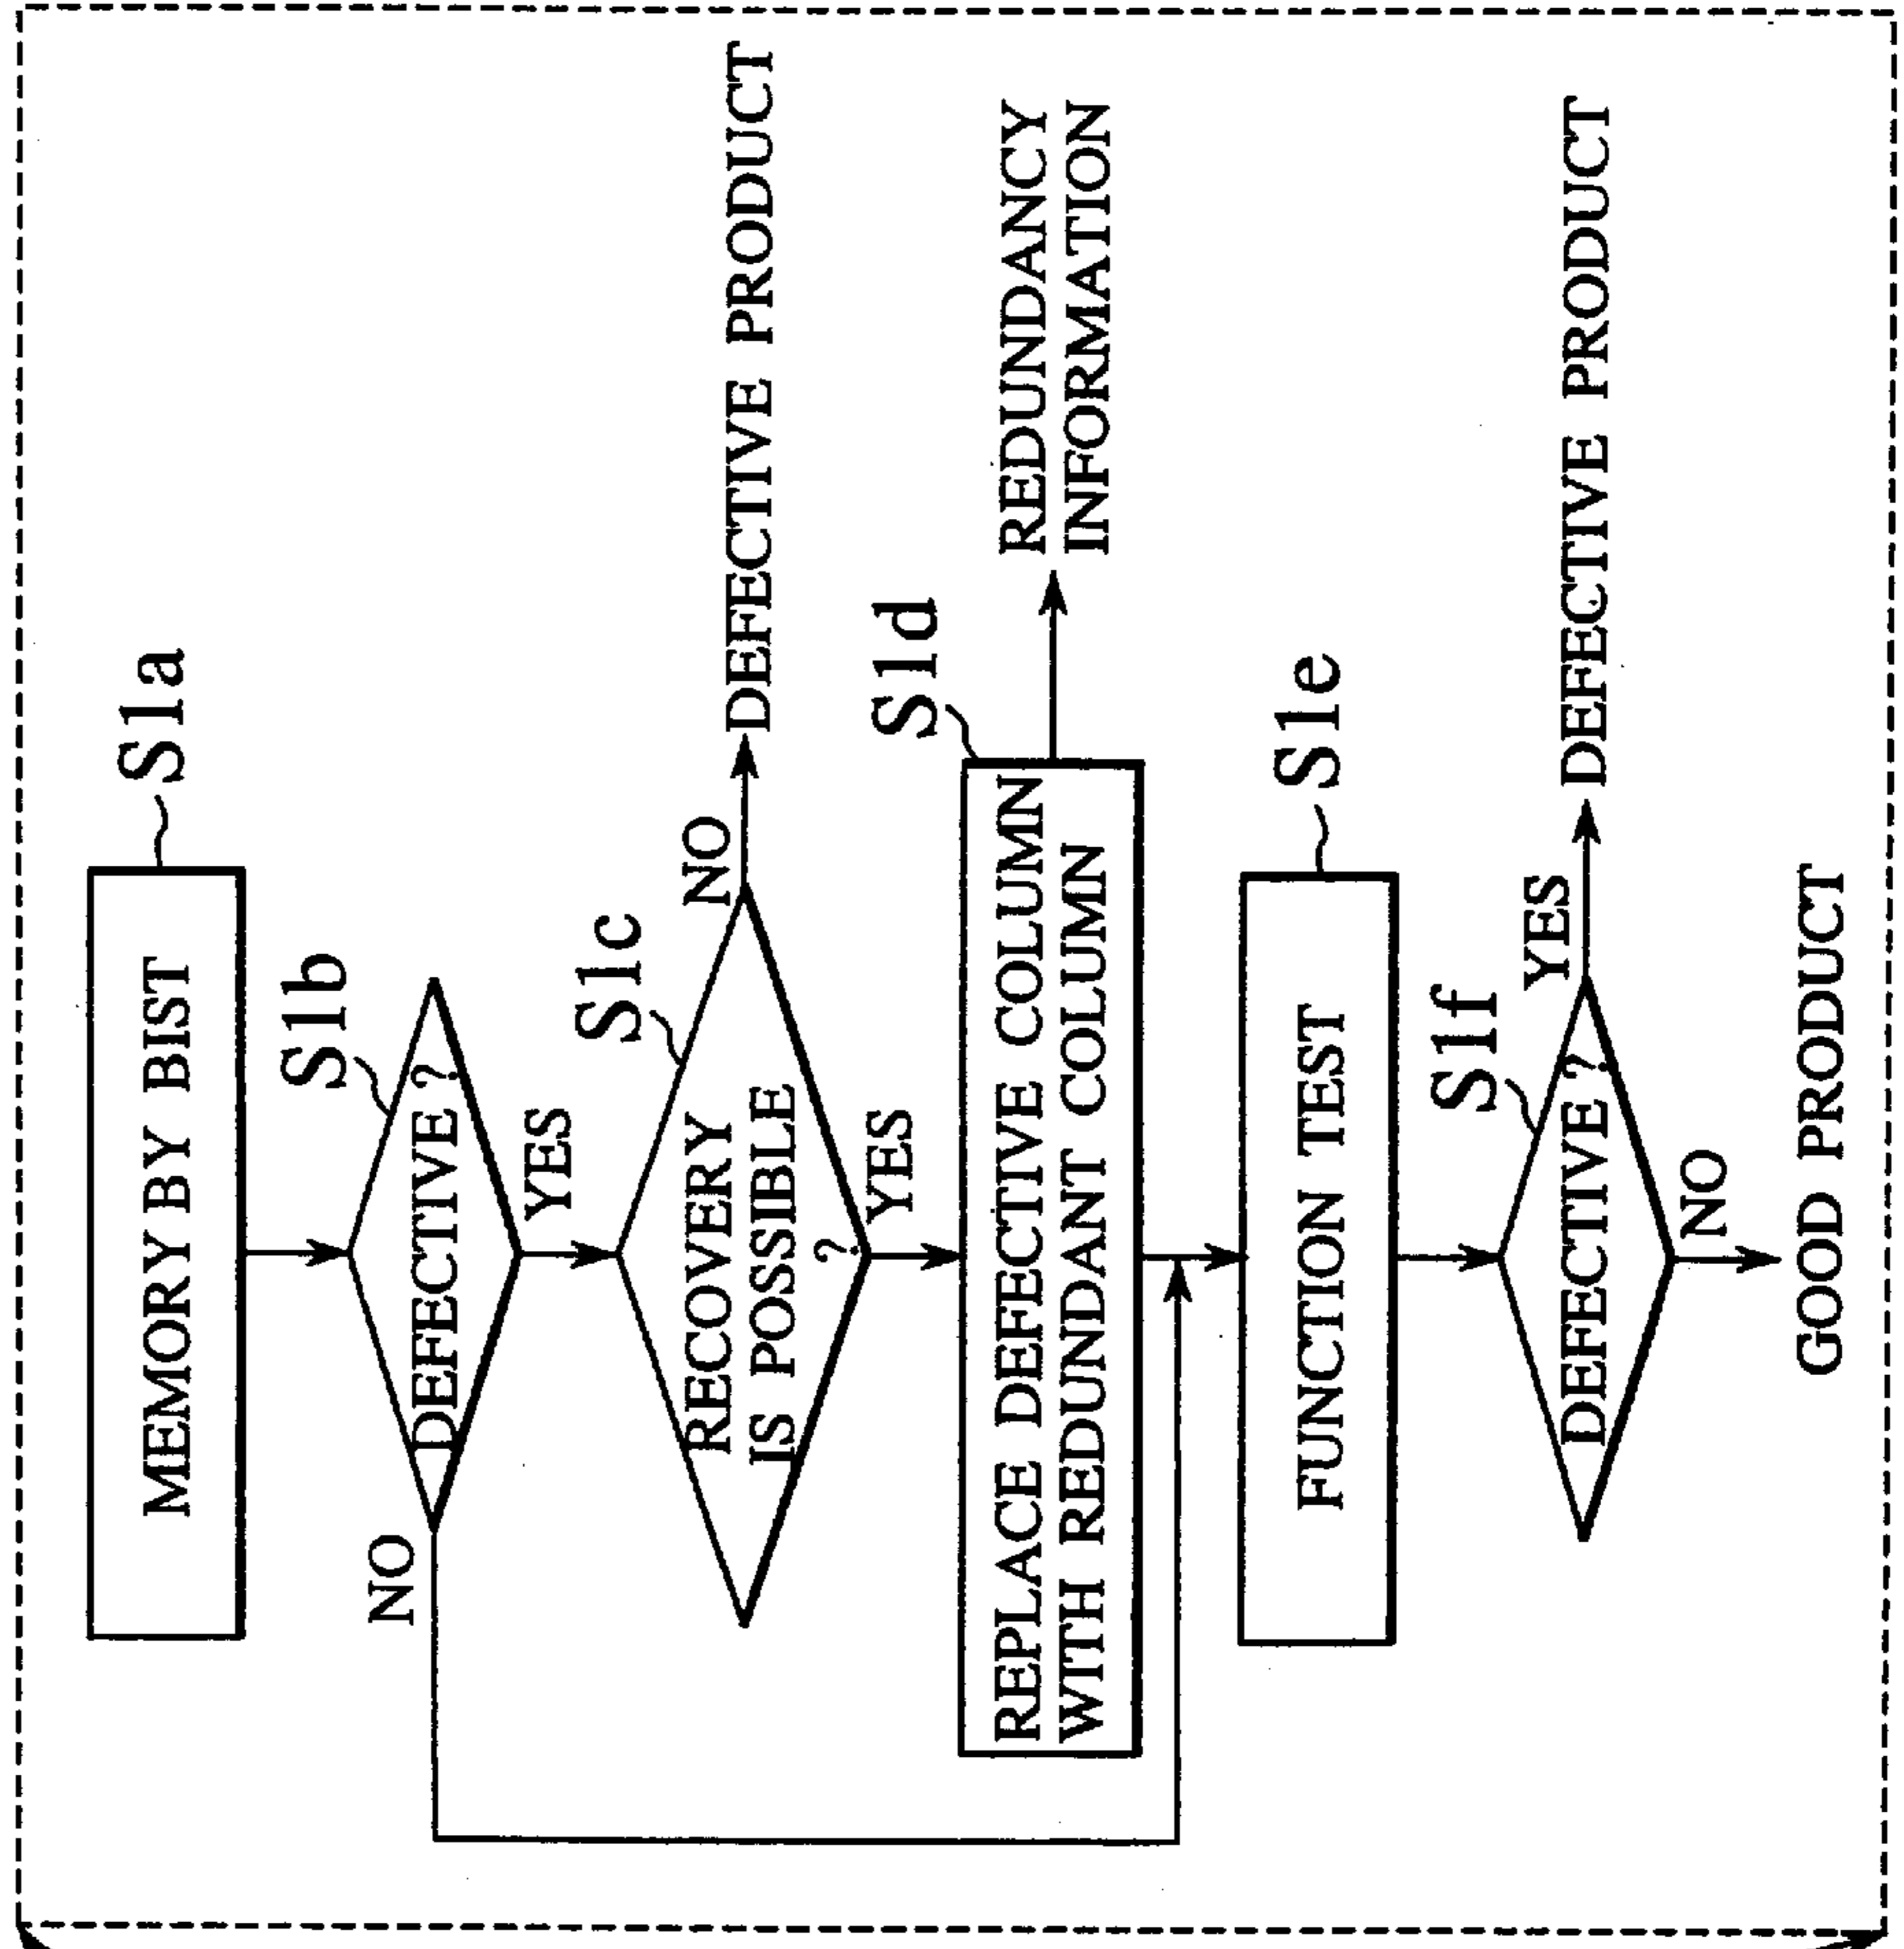 S1a
MEMORY BY BIST
S1b
DEFECTIVE ?
NO
YES
S1c
RECOVERY
IS POSSIBLE
?
NO
DEFECTIVE PRODUCT
YES
S1d
REPLACE DEFECTIVE COLUMN
WITH REDUNDANT COLUMN
REDUNDANCY
INFORMATION
S1e
FUNCTION TEST
S1f
DEFECTIVE ?
YES
DEFECTIVE PRODUCT
NO
GOOD PRODUCT